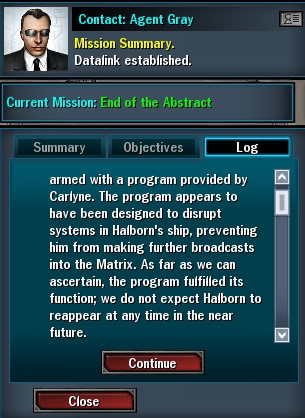 Contact: Agent Gray
Mission Summary.
Datalink established.
Current Mission: End of the Abstract
Summary Objectives Log
armed with a program provided by
Carlyne. The program appears to
have been designed to disrupt
systems in Halborn's ship, preventing
him from making further broadcasts
into the Matrix. As far as we can
ascertain, the program fulfilled its
function; we do not expect Halborn to
reappear at any time in the near
future.
Continue
Close